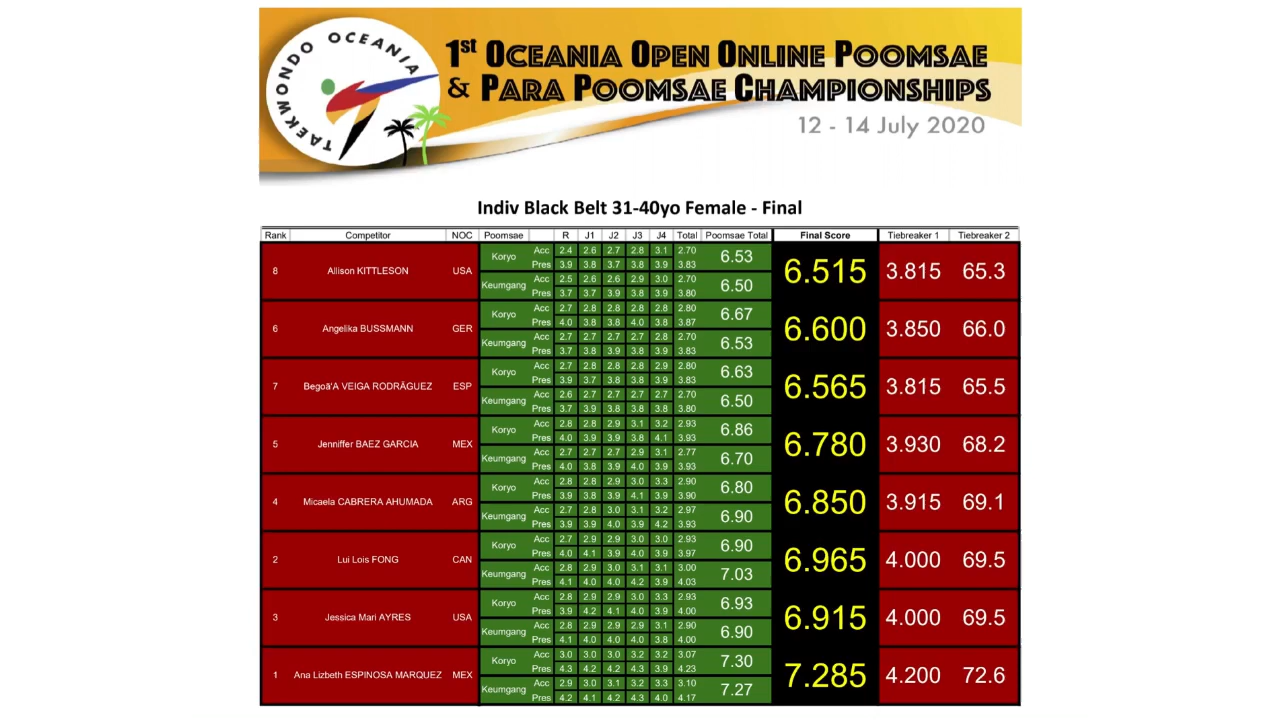 TAEKWONDO OCEANIA
1st OCEANIA OPEN ONLINE POOMSAE
& PARA POOMSAE CHAMPIONSHIPS
12 - 14 July 2020
Indiv Black Belt 31-40yo Female - Final
Rank Competitor NOC Poomsae R J1 J2 J3 J4 Total Poomsae Total Final Score Tiebreaker 1 Tiebreaker 2
8 Allison KITTLESON USA Koryo Acc 2.4 2.6 2.7 2.8 3.1 2.70 6.53 6.515 3.815 65.3
Pres 3.9 3.8 3.7 3.8 3.9 3.83
Keumgang Acc 2.5 2.6 2.6 2.9 3.0 2.70 6.50
Pres 3.7 3.7 3.9 3.8 3.9 3.80
6 Angelika BUSSMANN GER Koryo Acc 2.7 2.8 2.8 2.8 2.8 2.80 6.67 6.600 3.850 66.0
Pres 4.0 3.8 3.8 4.0 3.8 3.87
Keumgang Acc 2.7 2.7 2.7 2.7 2.8 2.70 6.53
Pres 3.7 3.8 3.9 3.8 3.9 3.83
7 Begoã'A VEIGA RODRÃGUEZ ESP Koryo Acc 2.7 2.8 2.8 2.8 2.9 2.80 6.63 6.565 3.815 65.5
Pres 3.9 3.7 3.8 3.8 3.9 3.83
Keumgang Acc 2.6 2.7 2.7 2.7 2.7 2.70 6.50
Pres 3.7 3.9 3.8 3.8 3.8 3.80
5 Jenniffer BAEZ GARCIA MEX Koryo Acc 2.8 2.8 2.9 3.1 3.2 2.93 6.86 6.780 3.930 68.2
Pres 4.0 3.9 3.9 3.8 4.1 3.93
Keumgang Acc 2.7 2.7 2.7 2.9 3.1 2.77 6.70
Pres 4.0 3.8 3.9 4.0 3.9 3.93
4 Micaela CABRERA AHUMADA ARG Koryo Acc 2.8 2.8 2.9 3.0 3.3 2.90 6.80 6.850 3.915 69.1
Pres 3.9 3.8 3.9 4.1 3.9 3.90
Keumgang Acc 2.7 2.8 3.0 3.1 3.2 2.97 6.90
Pres 3.9 3.9 4.0 3.9 4.2 3.93
2 Lui Lois FONG CAN Koryo Acc 2.7 2.9 2.9 3.0 3.0 2.93 6.90 6.965 4.000 69.5
Pres 4.0 4.1 3.9 4.0 3.9 3.97
Keumgang Acc 2.8 2.9 3.0 3.1 3.1 3.00 7.03
Pres 4.1 4.0 4.0 4.2 3.9 4.03
3 Jessica Mari AYRES USA Koryo Acc 2.8 2.9 2.9 3.0 3.3 2.93 6.93 6.915 4.000 69.5
Pres 3.9 4.2 4.1 4.0 3.9 4.00
Keumgang Acc 2.8 2.9 2.9 2.9 3.1 2.90 6.90
Pres 4.1 4.0 4.0 4.0 3.8 4.00
1 Ana Lizbeth ESPINOSA MARQUEZ MEX Koryo Acc 3.0 3.0 3.0 3.2 3.2 3.07 7.30 7.285 4.200 72.6
Pres 4.3 4.2 4.2 4.3 3.9 4.23
Keumgang Acc 2.9 3.0 3.1 3.2 3.3 3.10 7.27
Pres 4.2 4.1 4.2 4.3 4.0 4.17